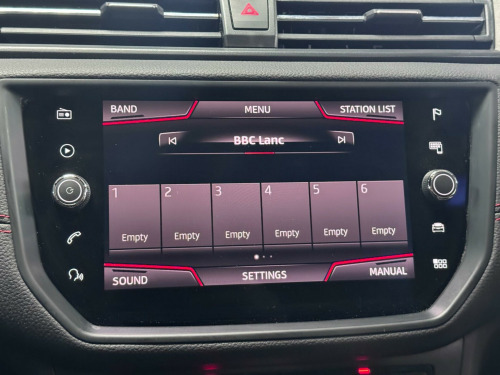 BAND MENU STATION LIST
BBC Lanc
1 2 3 4 5 6
Empty Empty Empty Empty Empty Empty
SOUND SETTINGS MANUAL